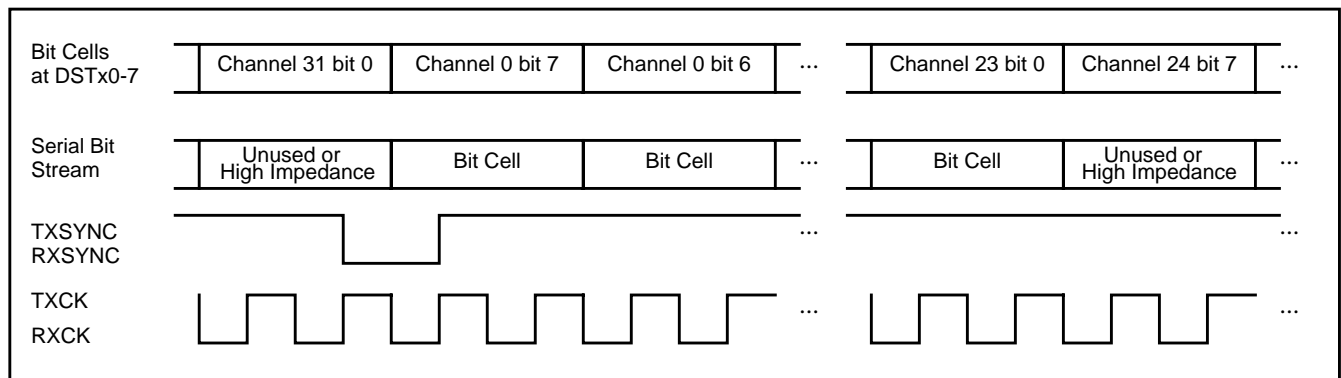 Bit Cells
at DSTx0-7
Channel 31 bit 0
Channel 0 bit 7
Channel 0 bit 6
...
Channel 23 bit 0
Channel 24 bit 7
...
Serial Bit
Stream
Unused or
High Impedance
Bit Cell
Bit Cell
...
Bit Cell
Unused or
High Impedance
...
TXSYNC
RXSYNC
...
...
TXCK
RXCK
...
...